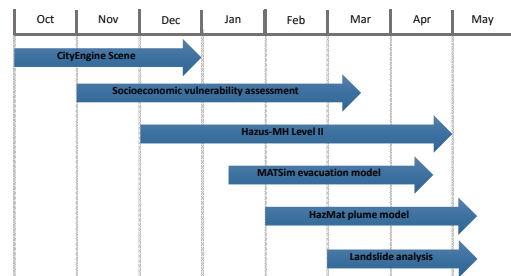 Oct Nov Dec Jan Feb Mar Apr May
CityEngine Scene
Socioeconomic vulnerability assessment
Hazus-MH Level II
MATSim evacuation model
HazMat plume model
Landslide analysis